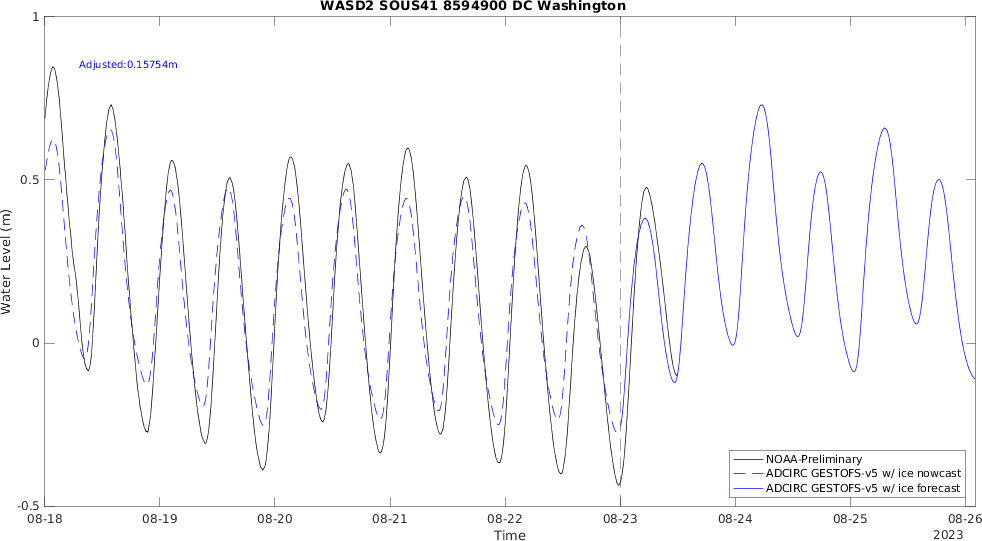 WASD2 SOUS41 8594900 DC Washington
Adjusted:0.15754m
1
0.5
0
-0.5
Water Level (m)
08-18 08-19 08-20 08-21 08-22 08-23 08-24 08-25 08-26
Time
2023
NOAA-Preliminary
ADCIRC GESTOFS-v5 w/ ice nowcast
ADCIRC GESTOFS-v5 w/ ice forecast